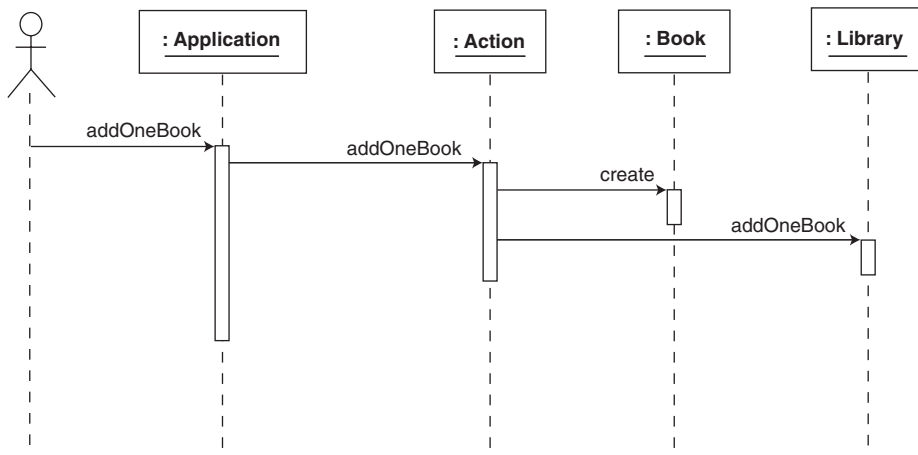 : Application
: Action
: Book
: Library
addOneBook
addOneBook
create
addOneBook